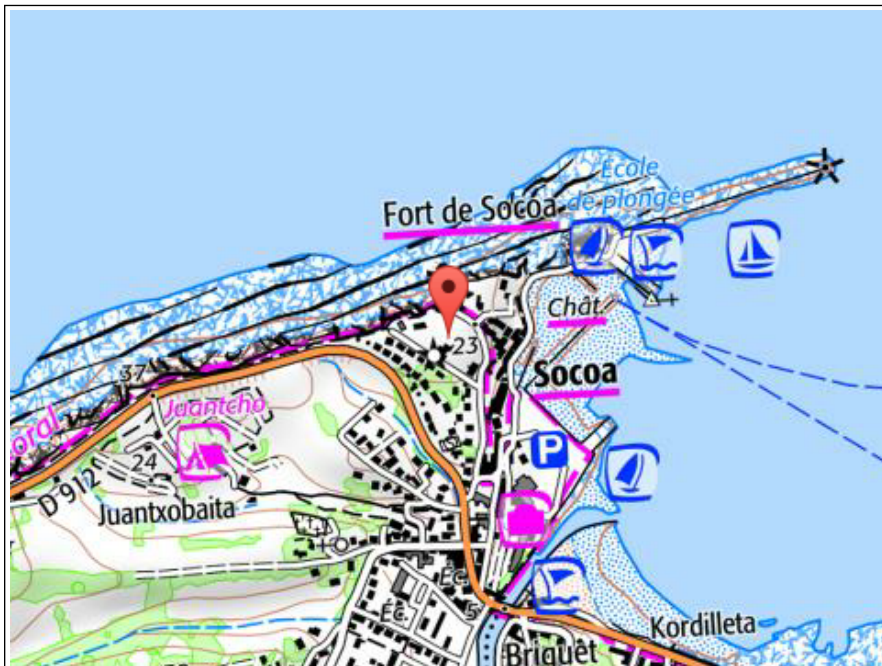 École
de plongée
Fort de Socoa
Chât.
23
Socoa
37
Juantcho
oral
P
24
D 912
Juantxobaita
Éc.
Éc.
5
Kordilleta
Briquet